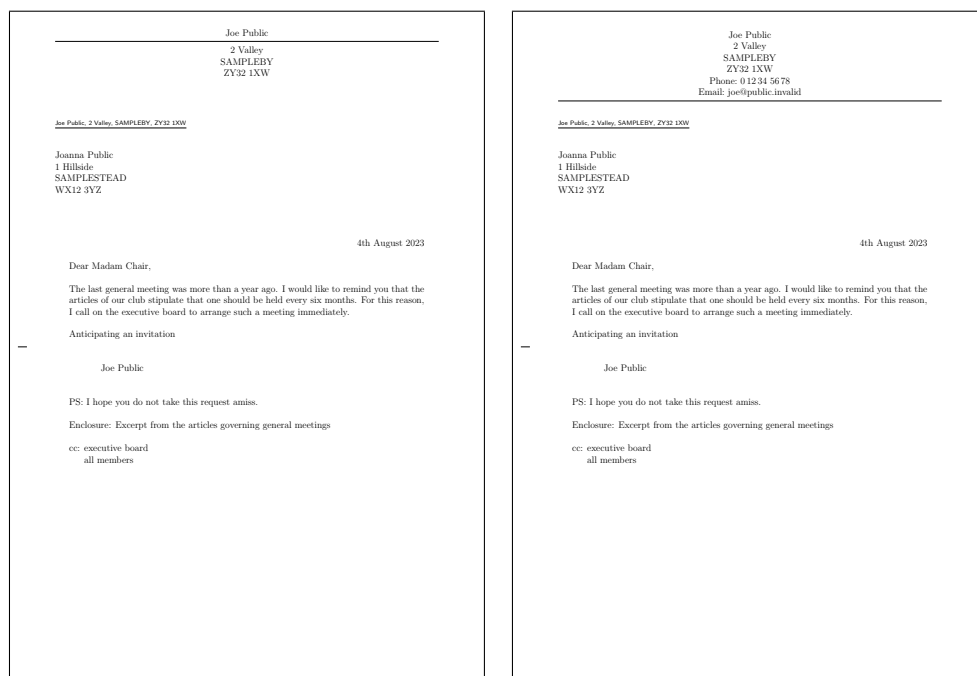 Joe Public
2 Valley
SAMPLEBY
ZY32 1XW
Joe Public, 2 Valley, SAMPLEBY, ZY32 1XW
Joanna Public
1 Hillside
SAMPLESTEAD
WX12 3YZ
4th August 2023
Dear Madam Chair,
The last general meeting was more than a year ago. I would like to remind you that the
articles of our club stipulate that one should be held every six months. For this reason,
I call on the executive board to arrange such a meeting immediately.
Anticipating an invitation
Joe Public
PS: I hope you do not take this request amiss.
Enclosure: Excerpt from the articles governing general meetings
cc: executive board
all members
Joe Public
2 Valley
SAMPLEBY
ZY32 1XW
Phone: 0 12 34 56 78
Email: joe@public.invalid
Joe Public, 2 Valley, SAMPLEBY, ZY32 1XW
Joanna Public
1 Hillside
SAMPLESTEAD
WX12 3YZ
4th August 2023
Dear Madam Chair,
The last general meeting was more than a year ago. I would like to remind you that the
articles of our club stipulate that one should be held every six months. For this reason,
I call on the executive board to arrange such a meeting immediately.
Anticipating an invitation
Joe Public
PS: I hope you do not take this request amiss.
Enclosure: Excerpt from the articles governing general meetings
cc: executive board
all members